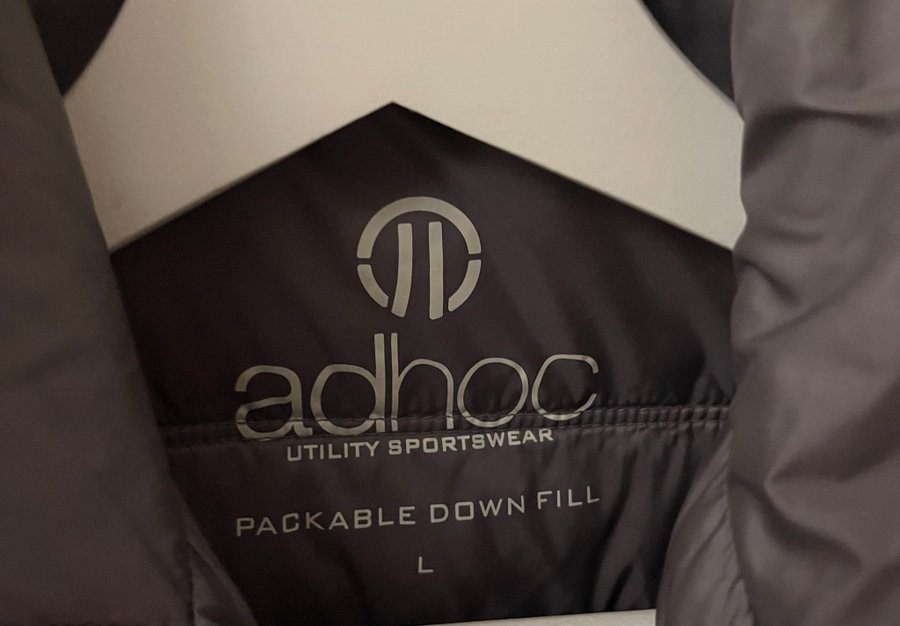 adhoc
UTILITY SPORTSWEAR
PACKABLE DOWN FILL
L